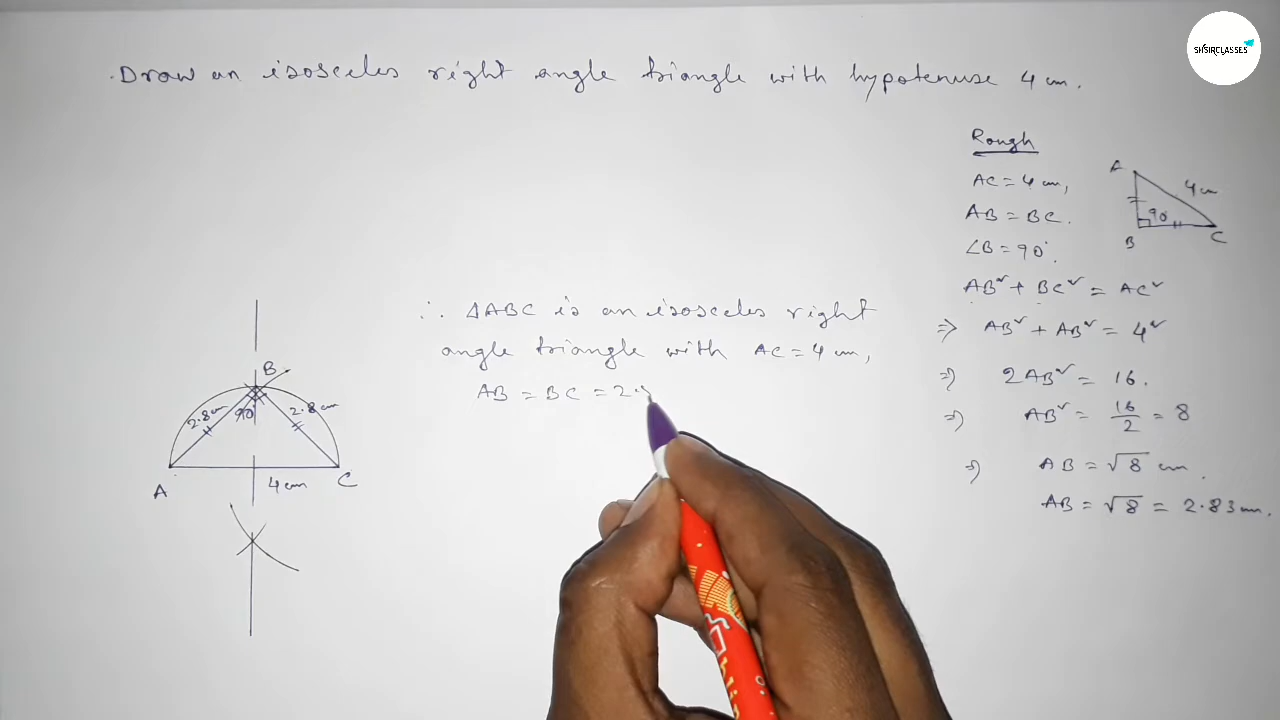 SHSIRCLASSES
Draw an isosceles right angle triangle with hypotenuse 4 cm.
Rough
AC = 4 cm,
AB = BC.
∠B = 90°.
AB² + BC² = AC²
⇒ AB² + AB² = 4²
⇒ 2AB² = 16.
⇒ AB² = 16/2 = 8
⇒ AB = √8 cm.
AB = √8 = 2.83 cm.
A
4 cm
90°
B
C
∴ ΔABC is an isosceles right
angle triangle with AC = 4 cm,
AB = BC = 2.
B
2.8 cm
90°
2.8 cm
A
4 cm
C